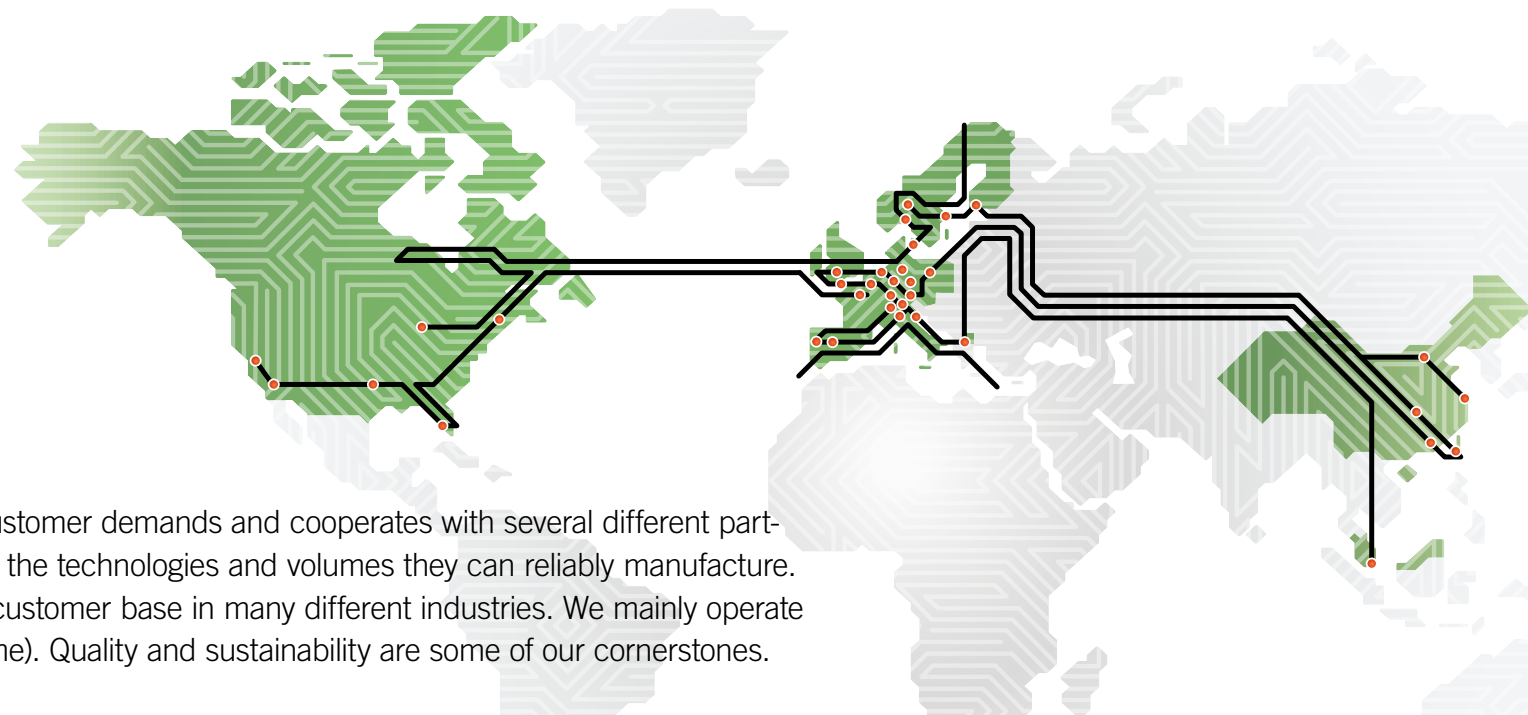 ustomer demands and cooperates with several different part-
the technologies and volumes they can reliably manufacture.
customer base in many different industries. We mainly operate
ne). Quality and sustainability are some of our cornerstones.